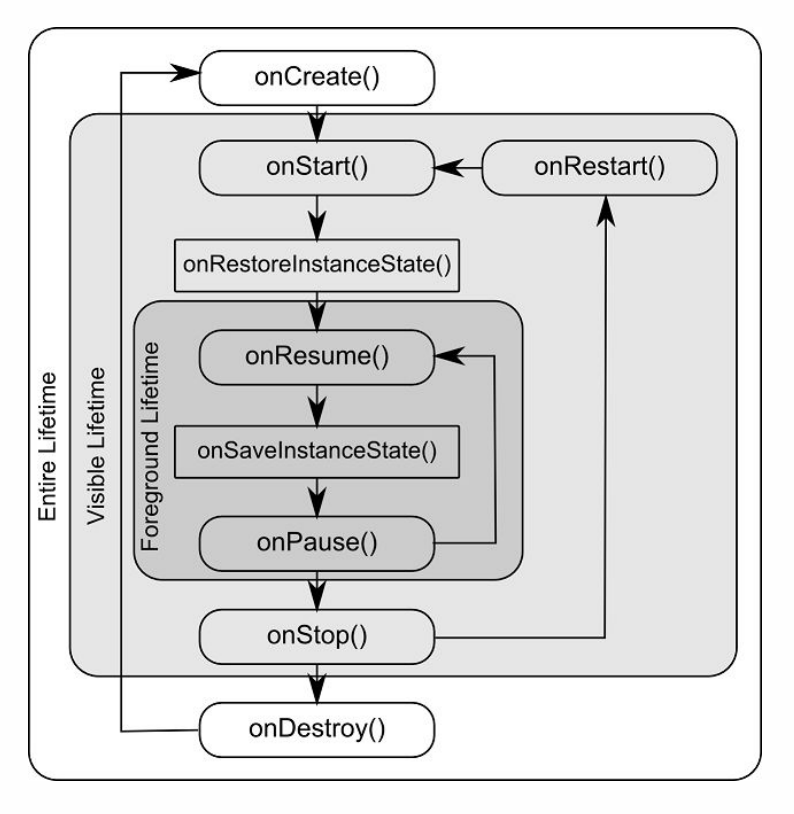 onCreate()
onStart()
onRestart()
onRestoreInstanceState()
onResume()
onSaveInstanceState()
onPause()
onStop()
onDestroy()
Entire Lifetime
Visible Lifetime
Foreground Lifetime